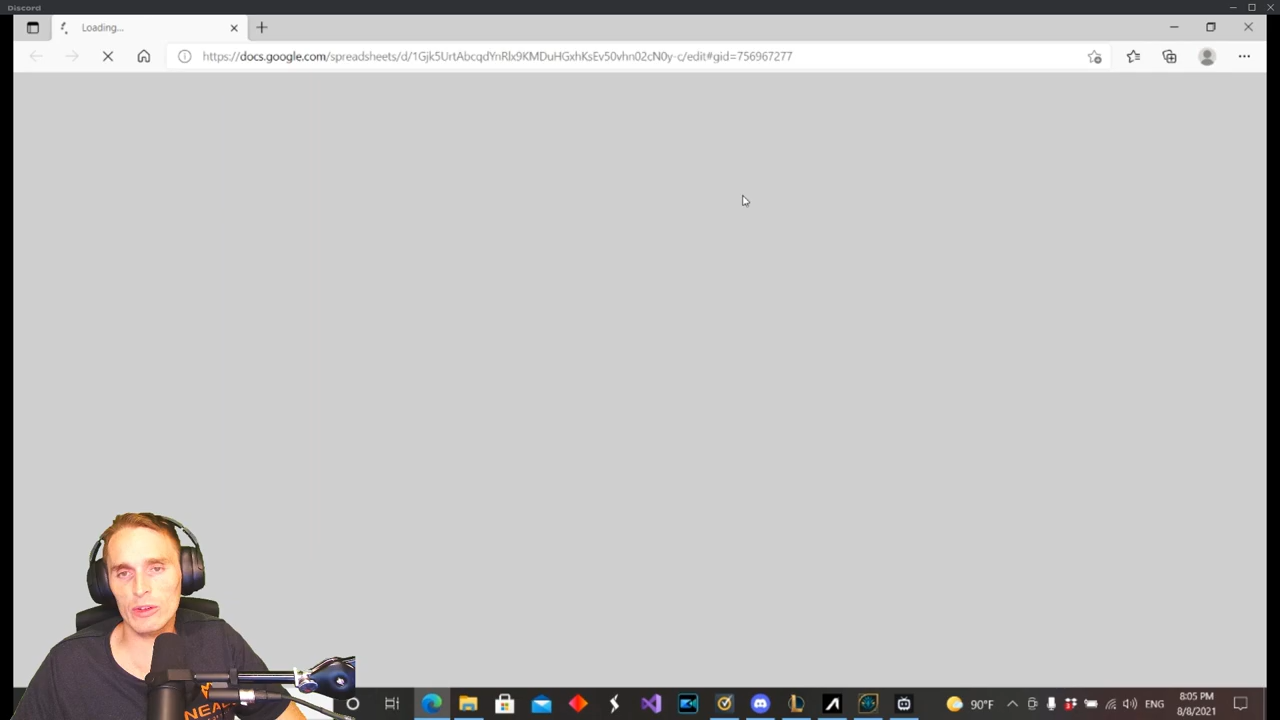 Discord
Loading...
https://docs.google.com/spreadsheets/d/1Gjk5UrtAbcqdYnRlx9KMDuHGxhKsEv50vhn02cN0y-c/edit#gid=756967277
90°F
ENG
8:05 PM
8/8/2021